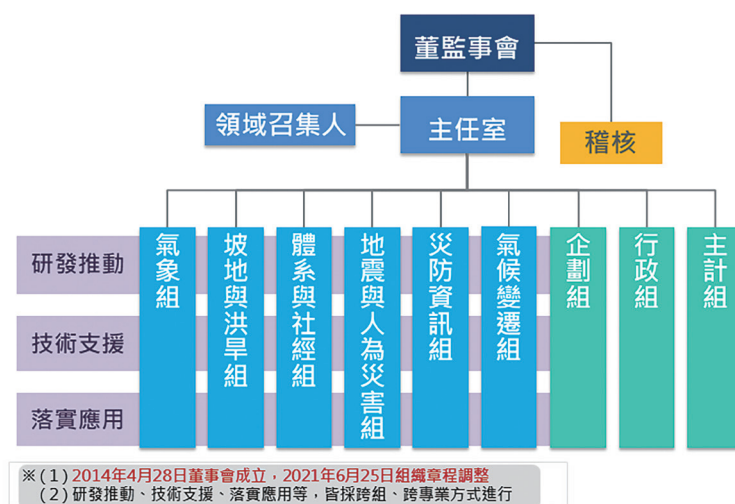 董監事會
領域召集人
主任室
稽核
研發推動
技術支援
落實應用
氣象組
坡地與洪旱組
體系與社經組
地震與人為災害組
災防資訊組
氣候變遷組
企劃組
行政組
主計組
※(1)2014年4月28日董事會成立，2021年6月25日組織章程調整
(2)研發推動、技術支援、落實應用等，皆採跨組、跨專業方式進行